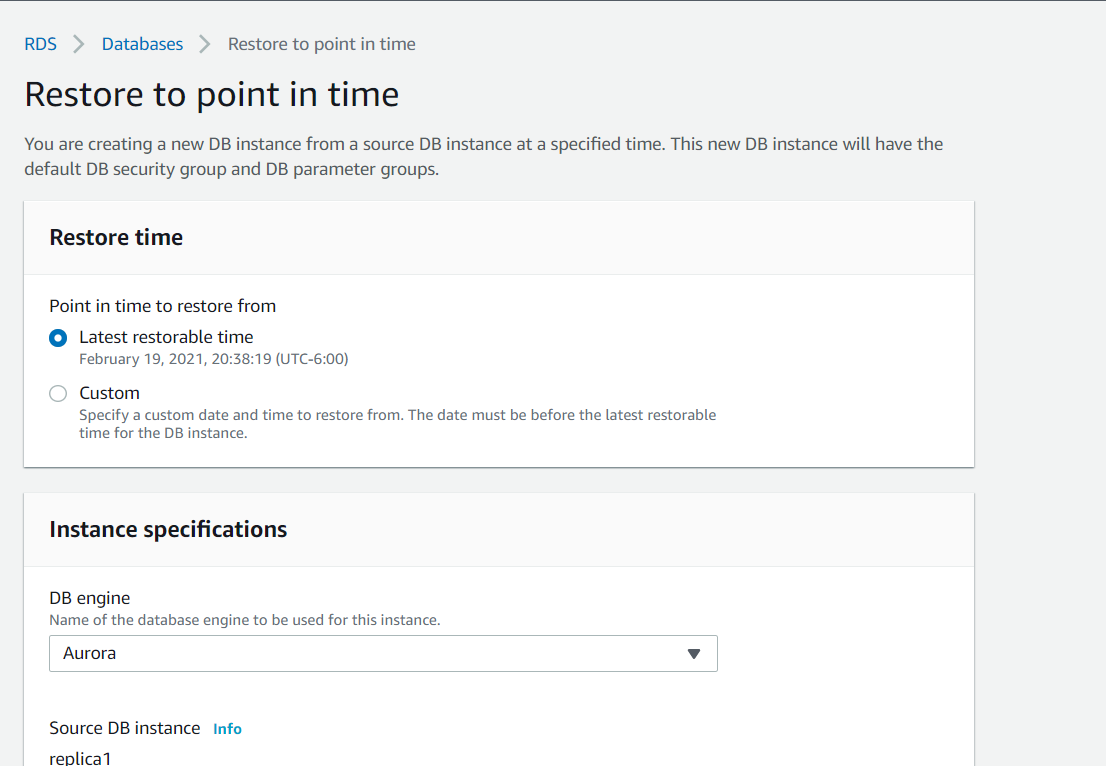 RDS > Databases > Restore to point in time
Restore to point in time
You are creating a new DB instance from a source DB instance at a specified time. This new DB instance will have the
default DB security group and DB parameter groups.
Restore time
Point in time to restore from
Latest restorable time
February 19, 2021, 20:38:19 (UTC-6:00)
Custom
Specify a custom date and time to restore from. The date must be before the latest restorable
time for the DB instance.
Instance specifications
DB engine
Name of the database engine to be used for this instance.
Aurora
Source DB instance Info
replica1